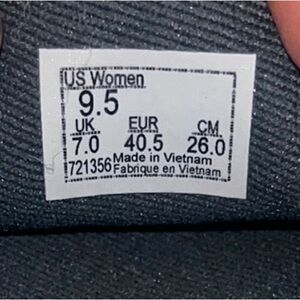 US Women
9.5
UK EUR CM
7.0 40.5 26.0
721356 Made in Vietnam
Fabrique en Vietnam